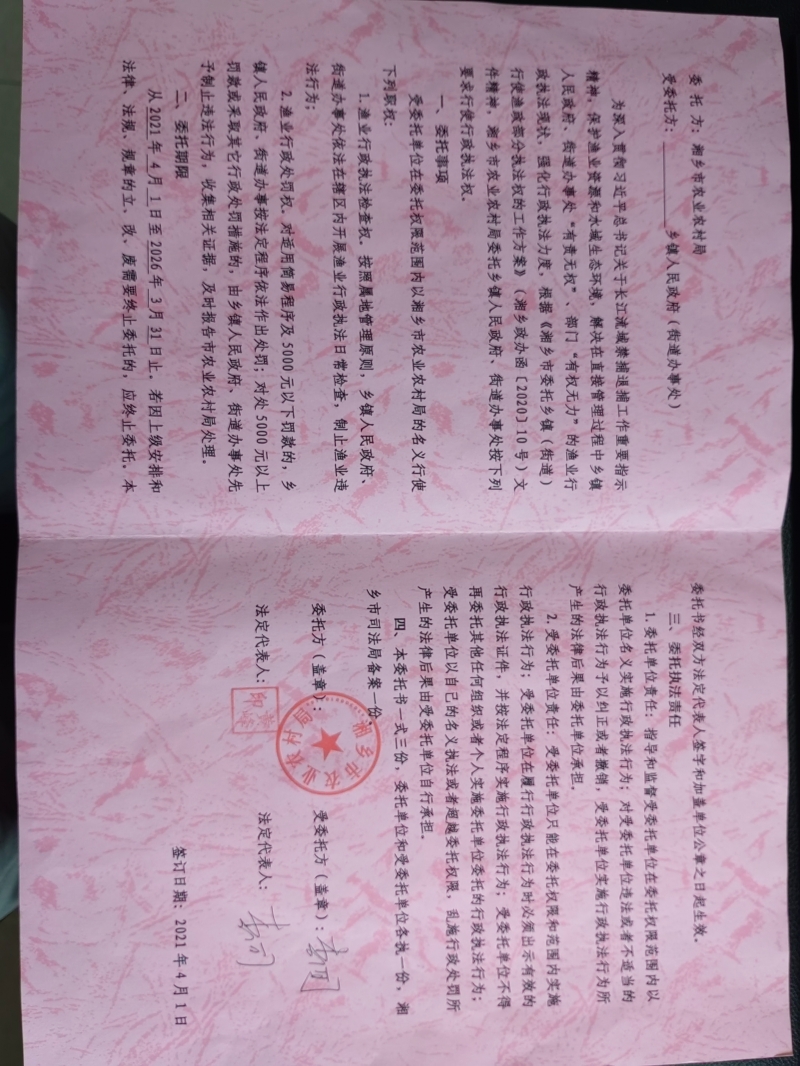 委 托 方：湘乡市农业农村局
受委托方：________乡镇人民政府（街道办事处）
为深入贯彻习近平总书记关于长江流域禁捕退捕工作重要指示
精神，保护渔业资源和水域生态环境，解决在直接管理过程中乡镇
人民政府、街道办事处“有责无权”、部门“有权无力”的渔业行
政执法现状，强化行政执法力度，根据《湘乡市委托乡镇（街道）
行使渔政部分执法权的工作方案》（湘乡政办函〔2020〕10号）文
件精神，湘乡市农业农村局委托乡镇人民政府、街道办事处按下列
要求行使行政执法权。
一、委托事项
受委托单位在委托权限范围内以湘乡市农业农村局的名义行使
下列职权：
1.渔业行政执法检查权。按照属地管理原则，乡镇人民政府、
街道办事处依法在辖区内开展渔业行政执法日常检查，制止渔业违
法行为；
2.渔业行政处罚权。对适用简易程序及5000元以下罚款的，乡
镇人民政府、街道办事按法定程序依法作出处罚；对处5000元以上
罚款或采取其它行政处罚措施的，由乡镇人民政府、街道办事处先
予制止违法行为，收集相关证据，及时报告市农业农村局处理。
二、委托期限
从2021年4月1日至2026年3月31日止。若因上级安排和
法律、法规、规章的立、改、废需要终止委托的，应终止委托。本
委托书经双方法定代表人签字和加盖单位公章之日起生效。
三、委托执法责任
1.委托单位责任：指导和监督受委托单位在委托权限范围内以
委托单位名义实施行政执法行为；对受委托单位违法或者不适当的
行政执法行为予以纠正或者撤销，受委托单位实施行政执法行为所
产生的法律后果由委托单位承担。
2.受委托单位责任：受委托单位只能在委托权限和范围内实施
行政执法行为；受委托单位在履行行政执法行为时必须出示有效的
行政执法证件，并按法定程序实施行政执法行为；受委托单位不得
再委托其他任何组织或者个人实施委托单位委托的行政执法行为；
受委托单位以自己的名义执法或者超越委托权限，乱施行政处罚所
产生的法律后果由受委托单位自行承担。
四、本委托书一式三份，委托单位和受委托单位各执一份，湘
乡市司法局备案一份。
委托方（盖章）： 受委托方（盖章）：
湘乡市农业农村局
法定代表人： 法定代表人：
签订日期：2021年4月1日